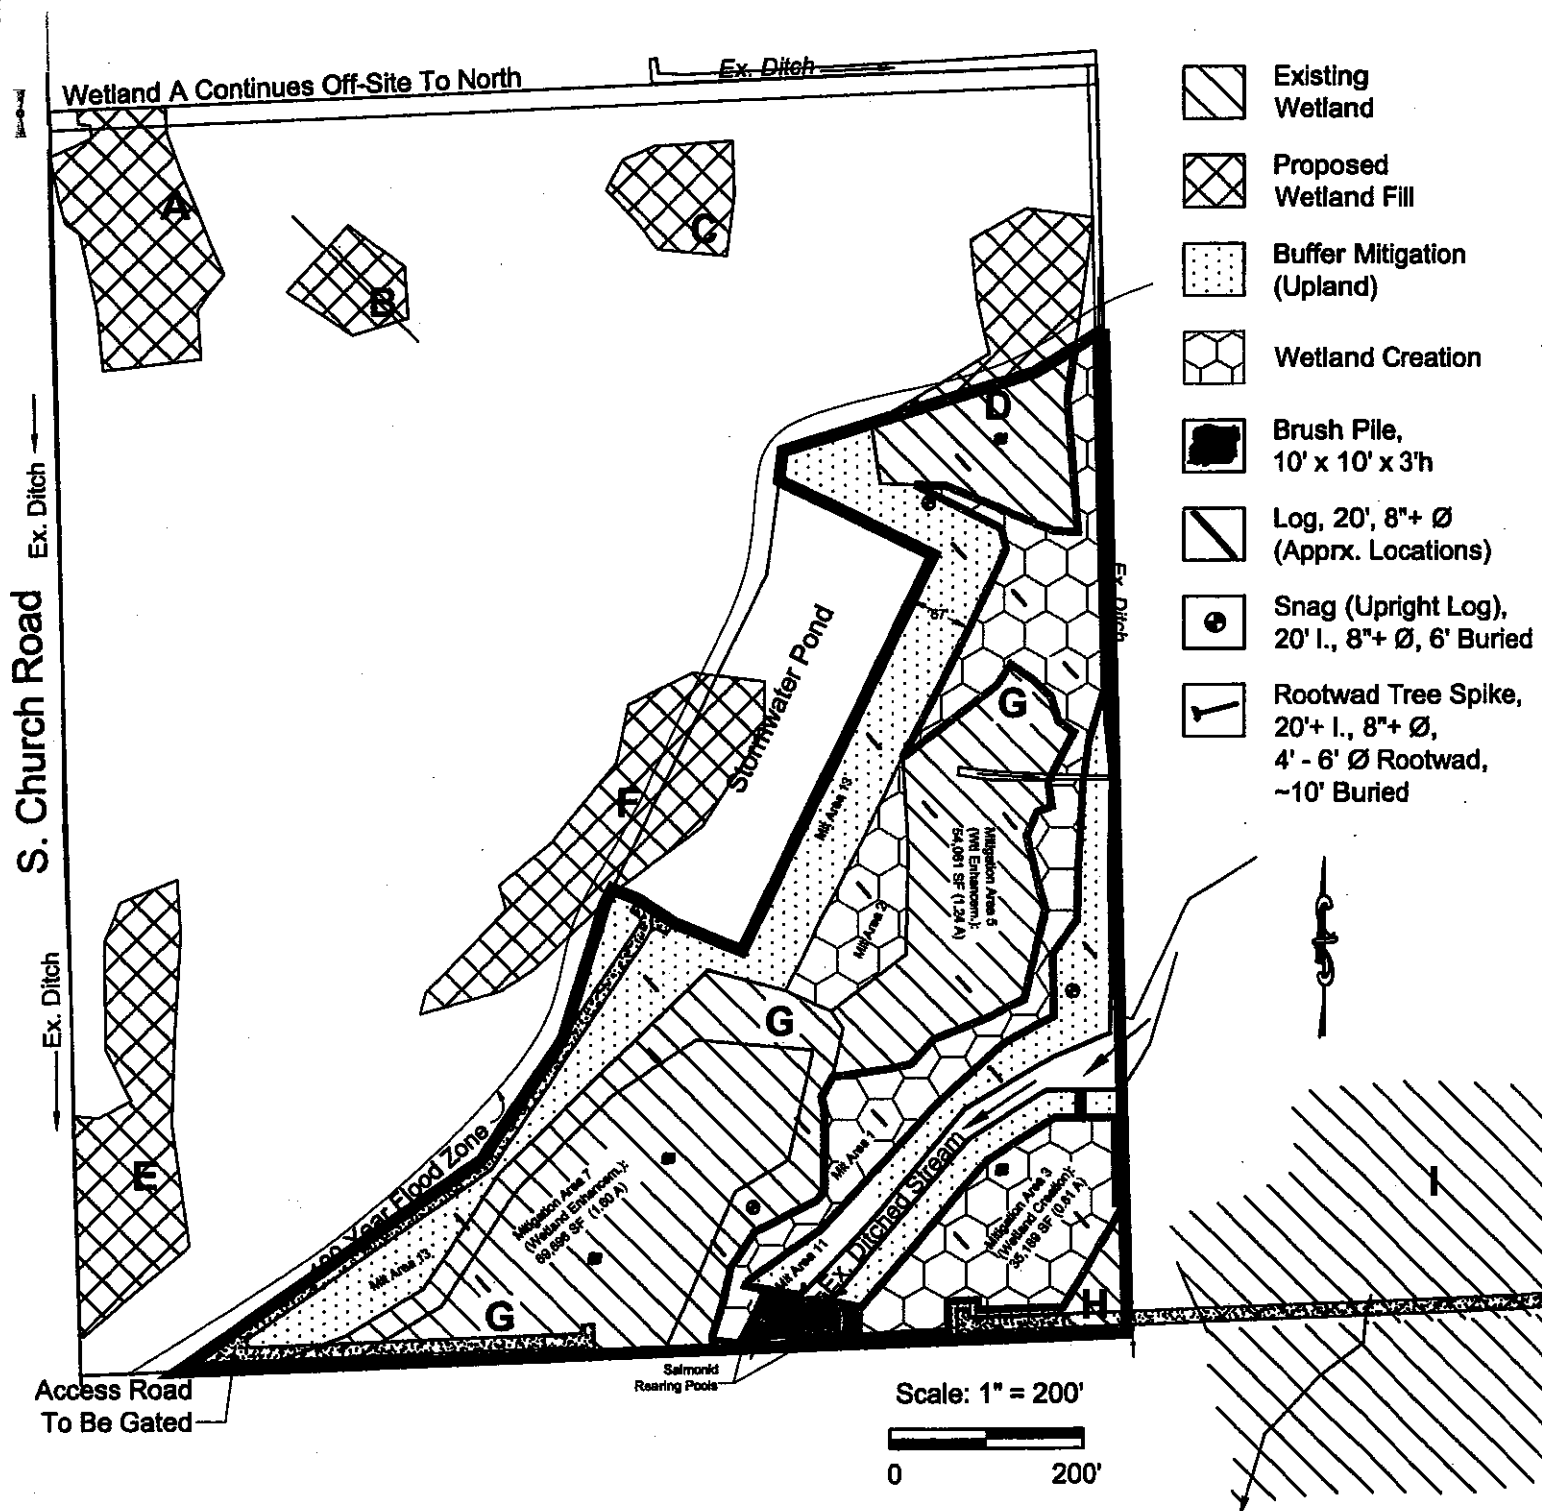 Wetland A Continues Off-Site To North
Ex. Ditch
A
B
C
D
E
F
G
G
G
H
I
I
S. Church Road
Ex. Ditch
Ex. Ditch
Ex. Ditch
Stormwater Pond
67'
Mit Area 13
Mit Area 2
Mitigation Area 5
(Wtl Enhancem.):
54,061 SF (1.24 A)
Mit Area 1
100 Year Flood Zone
Mit Area 13
Mitigation Area 7
(Wetland Enhancem.):
69,696 SF (1.60 A)
Mit Area 11
Ex. Ditched Stream
Mitigation Area 3
(Wetland Creation):
35,189 SF (0.81 A)
Salmonid
Rearing Pools
Access Road
To Be Gated
Scale: 1" = 200'
0 200'
Existing
Wetland
Proposed
Wetland Fill
Buffer Mitigation
(Upland)
Wetland Creation
Brush Pile,
10' x 10' x 3'h
Log, 20', 8"+ Ø
(Apprx. Locations)
Snag (Upright Log),
20' l., 8"+ Ø, 6' Buried
Rootwad Tree Spike,
20'+ l., 8"+ Ø,
4' - 6' Ø Rootwad,
~10' Buried